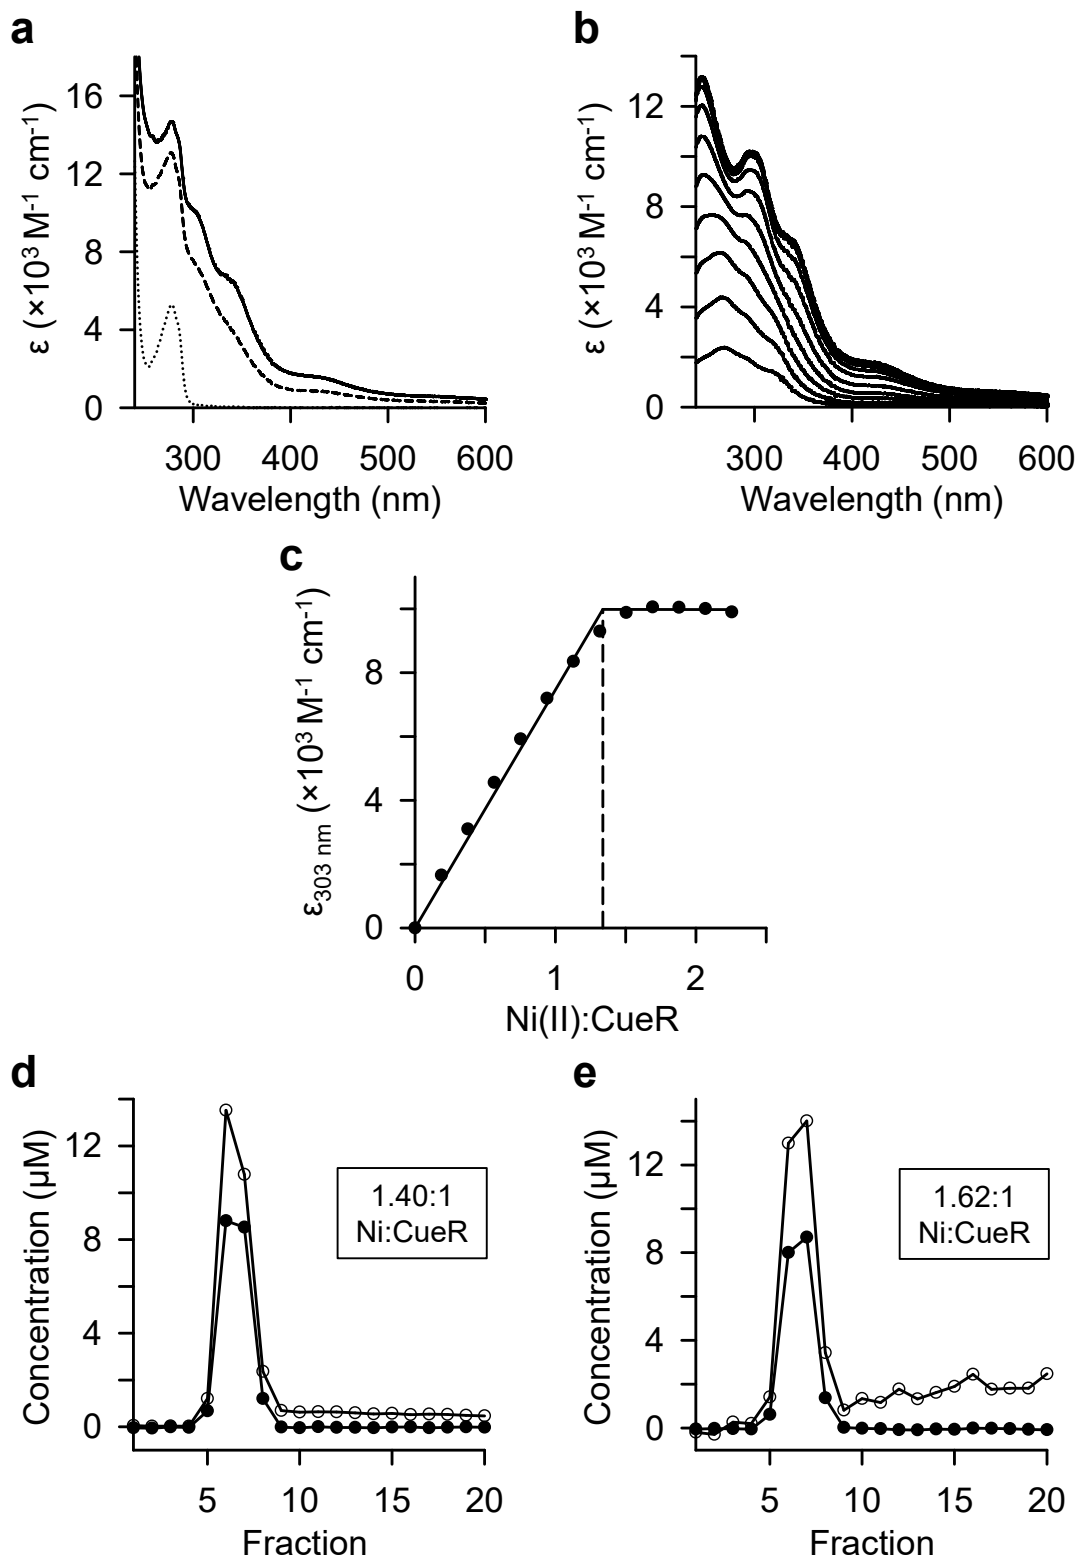 a
ε (×10³ M⁻¹ cm⁻¹)
16
12
8
4
0
300 400 500 600
Wavelength (nm)
b
ε (×10³ M⁻¹ cm⁻¹)
12
8
4
0
300 400 500 600
Wavelength (nm)
c
ε₃₀₃ ₙₘ (×10³ M⁻¹ cm⁻¹)
8
4
0
0 1 2
Ni(II):CueR
d
Concentration (µM)
12
8
4
0
1.40:1
Ni:CueR
5 10 15 20
Fraction
e
Concentration (µM)
12
8
4
0
1.62:1
Ni:CueR
5 10 15 20
Fraction